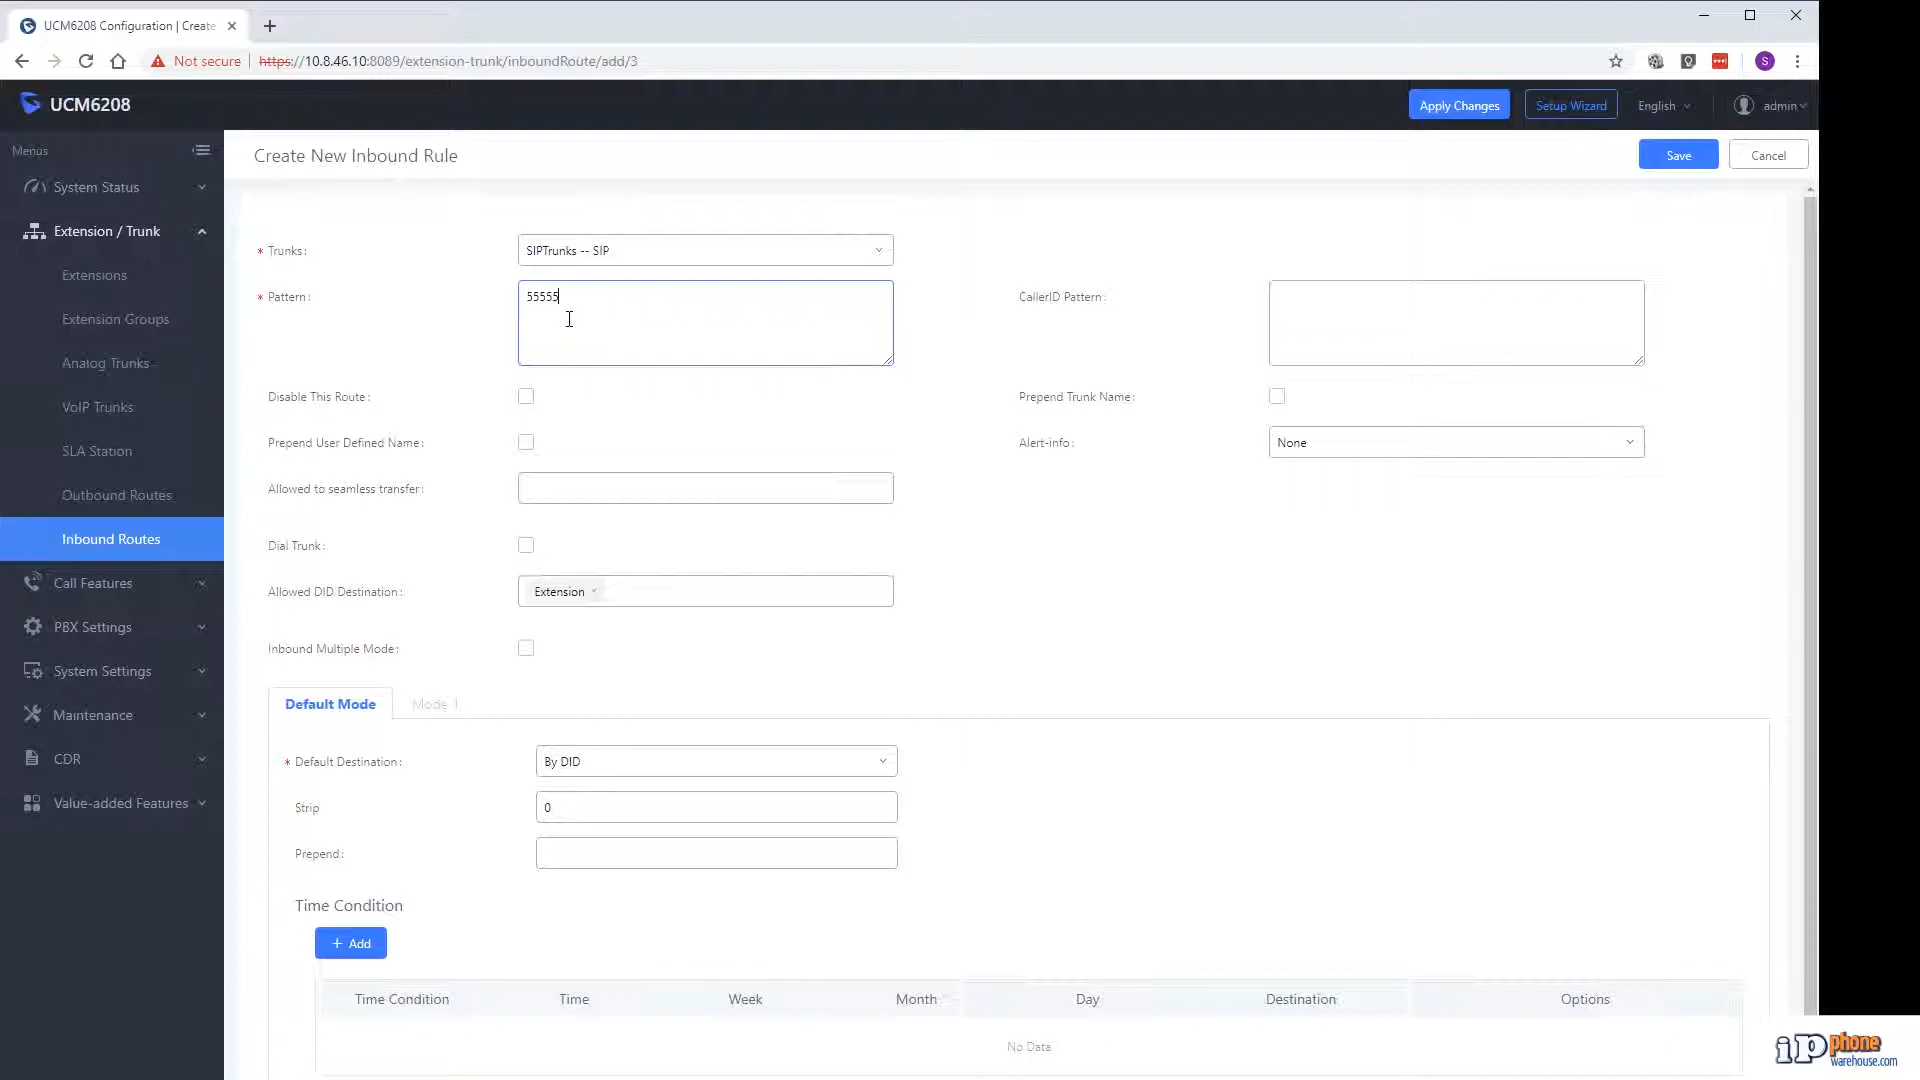 UCM6208 Configuration | Create
Not secure | https://10.8.46.10:8089/extension-trunk/inboundRoute/add/3
S
UCM6208
Apply Changes
Setup Wizard
English
admin
Menus
System Status
Extension / Trunk
Extensions
Extension Groups
Analog Trunks
VoIP Trunks
SLA Station
Outbound Routes
Inbound Routes
Call Features
PBX Settings
System Settings
Maintenance
CDR
Value-added Features
Create New Inbound Rule
Save
Cancel
* Trunks:
SIPTrunks -- SIP
* Pattern:
55555
CallerID Pattern:
Disable This Route:
Prepend Trunk Name:
Prepend User Defined Name:
Alert-info:
None
Allowed to seamless transfer:
Dial Trunk:
Allowed DID Destination:
Extension
Inbound Multiple Mode:
Default Mode
Mode 1
* Default Destination:
By DID
Strip
0
Prepend:
Time Condition
+ Add
Time Condition
Time
Week
Month
Day
Destination
Options
No Data
ip phone
warehouse.com